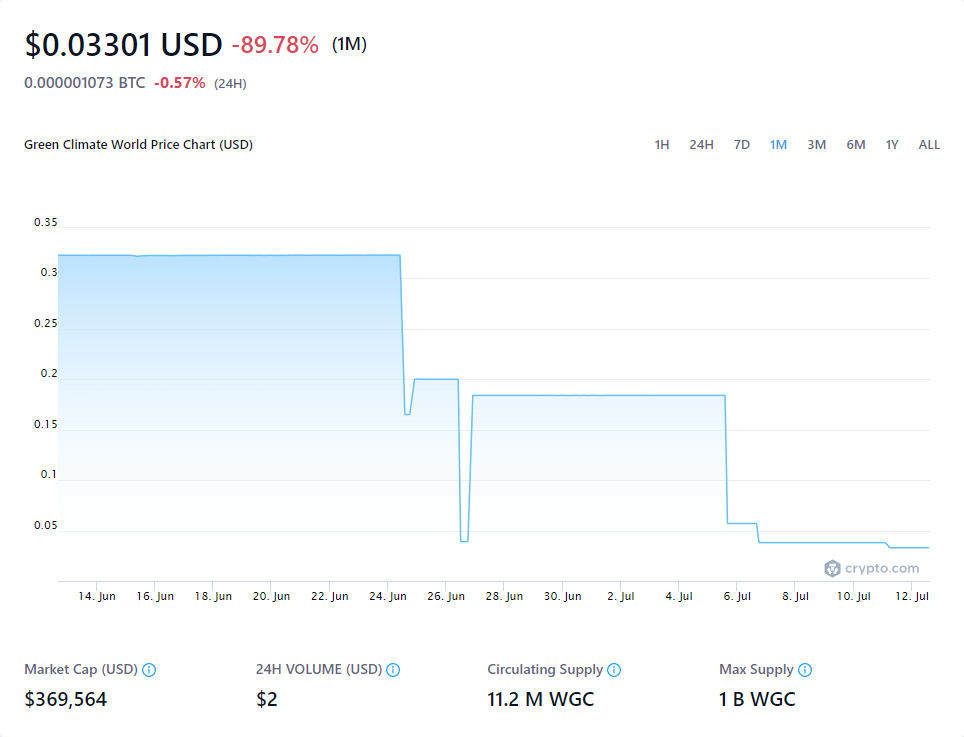 $0.03301 USD -89.78% (1M)
0.000001073 BTC -0.57% (24H)
Green Climate World Price Chart (USD) 1H 24H 7D 1M 3M 6M 1Y ALL
0.35
0.3
0.25
0.2
0.15
0.1
0.05
crypto.com
14. Jun 16. Jun 18. Jun 20. Jun 22. Jun 24. Jun 26. Jun 28. Jun 30. Jun 2. Jul 4. Jul 6. Jul 8. Jul 10. Jul 12. Jul
Market Cap (USD) 24H VOLUME (USD) Circulating Supply Max Supply
$369,564 $2 11.2 M WGC 1 B WGC